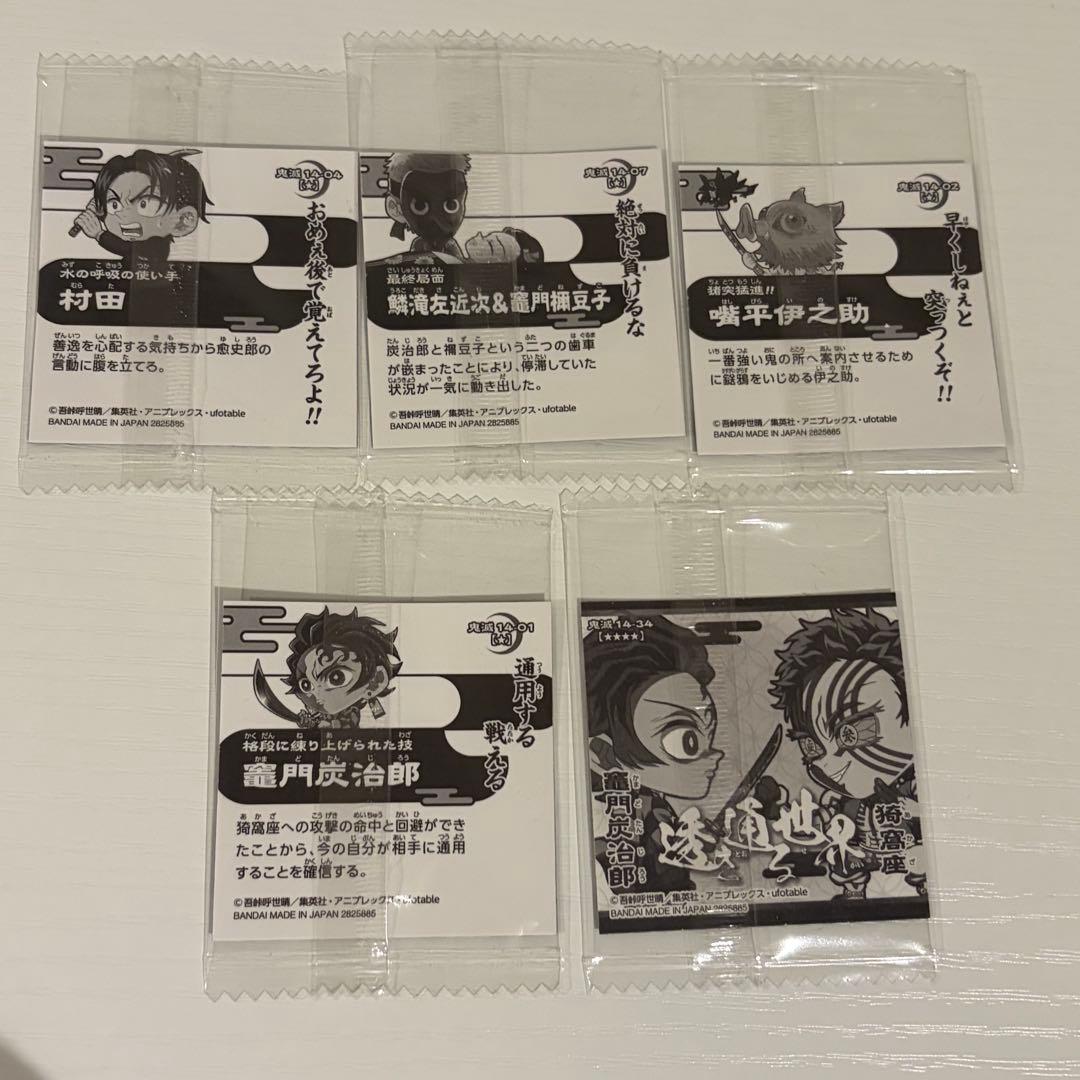 鬼滅 14-04
【★】
おめぇ後で覚えてろよ!!
水の呼吸の使い手
村田
善逸を心配する気持ちから愈史郎の
言動に腹を立てろ。
©吾峠呼世晴／集英社・アニプレックス・ufotable
BANDAI MADE IN JAPAN 2825885
鬼滅 14-07
【★】
絶対に負けるな
最終局面
鱗滝左近次&竈門禰豆子
炭治郎と禰豆子という二つの歯車
が嵌まったことにより、停滞していた
状況が一気に動き出した。
©吾峠呼世晴／集英社・アニプレックス・ufotable
BANDAI MADE IN JAPAN 2825885
鬼滅 14-02
【★】
早くしねぇと
突っつくぞ!!
猪突猛進!!
嘴平伊之助
一番強い鬼の所へ案内させるため
に鎹鴉をいじめる伊之助。
©吾峠呼世晴／集英社・アニプレックス・ufotable
BANDAI MADE IN JAPAN 2825885
鬼滅 14-01
【★】
通用する
戦える
格段に練り上げられた技
竈門炭治郎
猗窩座への攻撃の命中と回避ができ
たことから、今の自分が相手に通用
することを確信する。
©吾峠呼世晴／集英社・アニプレックス・ufotable
BANDAI MADE IN JAPAN 2825885
鬼滅 14-34
【★★★★】
竈門炭治郎
透き通る世界
猗窩座
©吾峠呼世晴／集英社・アニプレックス・ufotable
BANDAI MADE IN JAPAN 2825885